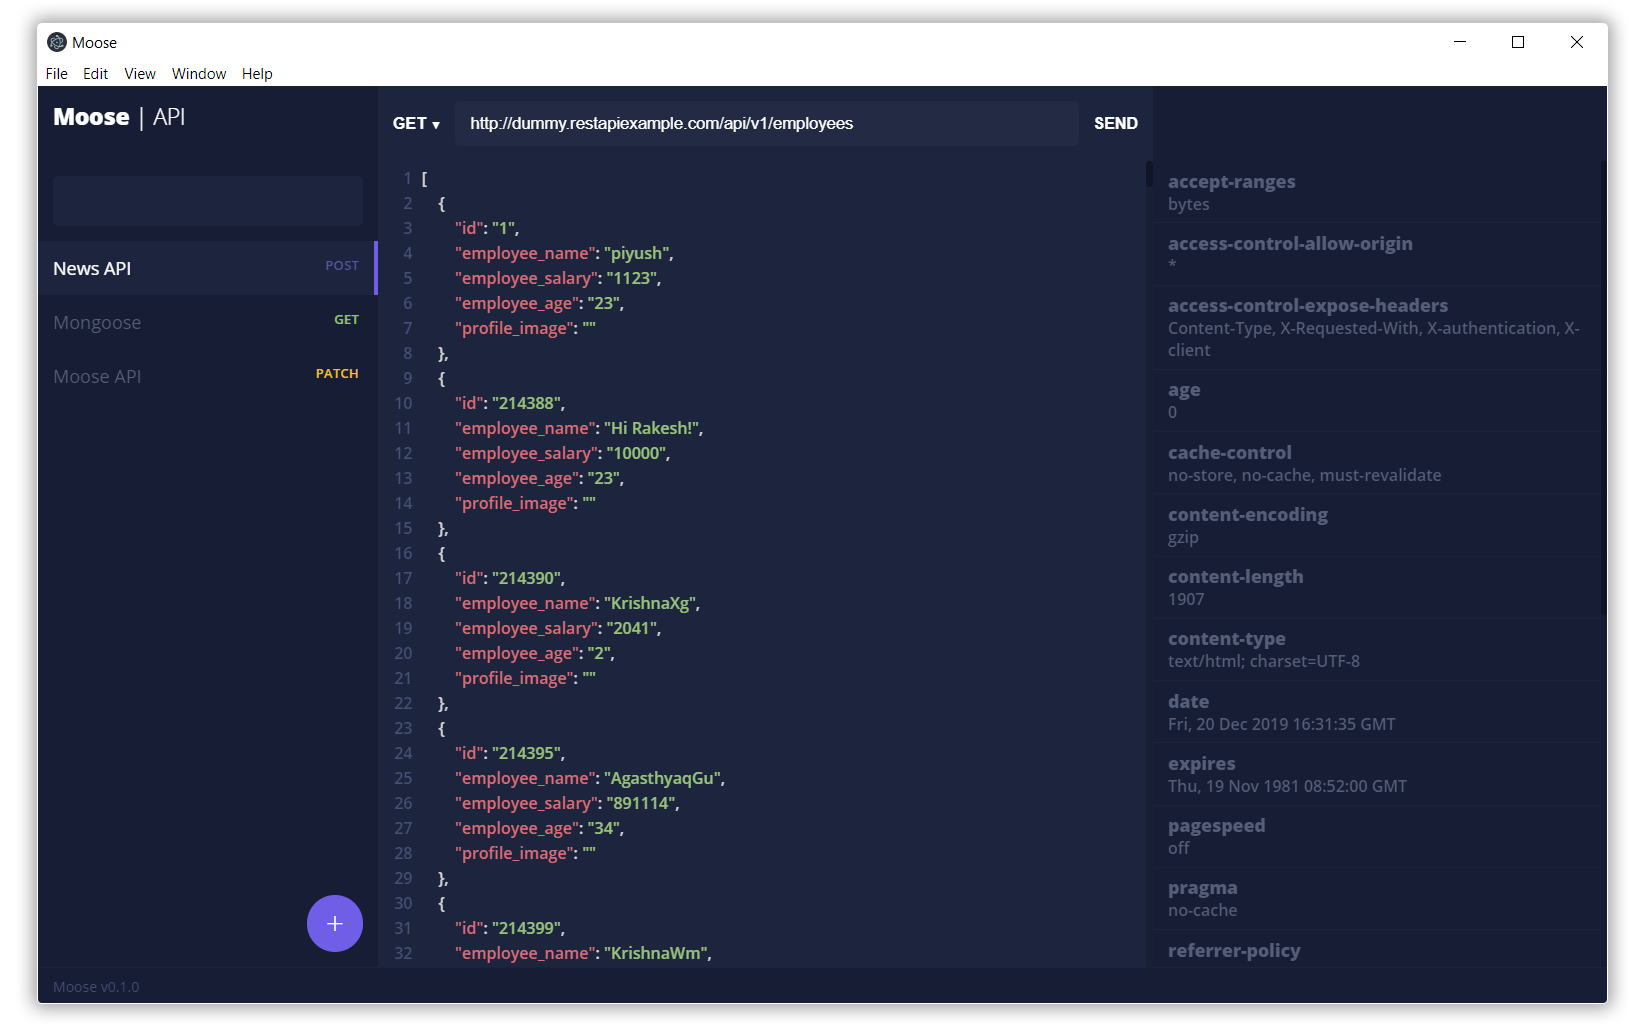 Moose
File Edit View Window Help
Moose | API
News API POST
Mongoose GET
Moose API PATCH
+
Moose v0.1.0
GET ▾ http://dummy.restapiexample.com/api/v1/employees SEND
1 [
2 {
3 "id": "1",
4 "employee_name": "piyush",
5 "employee_salary": "1123",
6 "employee_age": "23",
7 "profile_image": ""
8 },
9 {
10 "id": "214388",
11 "employee_name": "Hi Rakesh!",
12 "employee_salary": "10000",
13 "employee_age": "23",
14 "profile_image": ""
15 },
16 {
17 "id": "214390",
18 "employee_name": "KrishnaXg",
19 "employee_salary": "2041",
20 "employee_age": "2",
21 "profile_image": ""
22 },
23 {
24 "id": "214395",
25 "employee_name": "AgasthyaqGu",
26 "employee_salary": "891114",
27 "employee_age": "34",
28 "profile_image": ""
29 },
30 {
31 "id": "214399",
32 "employee_name": "KrishnaWm",
accept-ranges
bytes
access-control-allow-origin
*
access-control-expose-headers
Content-Type, X-Requested-With, X-authentication, X-
client
age
0
cache-control
no-store, no-cache, must-revalidate
content-encoding
gzip
content-length
1907
content-type
text/html; charset=UTF-8
date
Fri, 20 Dec 2019 16:31:35 GMT
expires
Thu, 19 Nov 1981 08:52:00 GMT
pagespeed
off
pragma
no-cache
referrer-policy